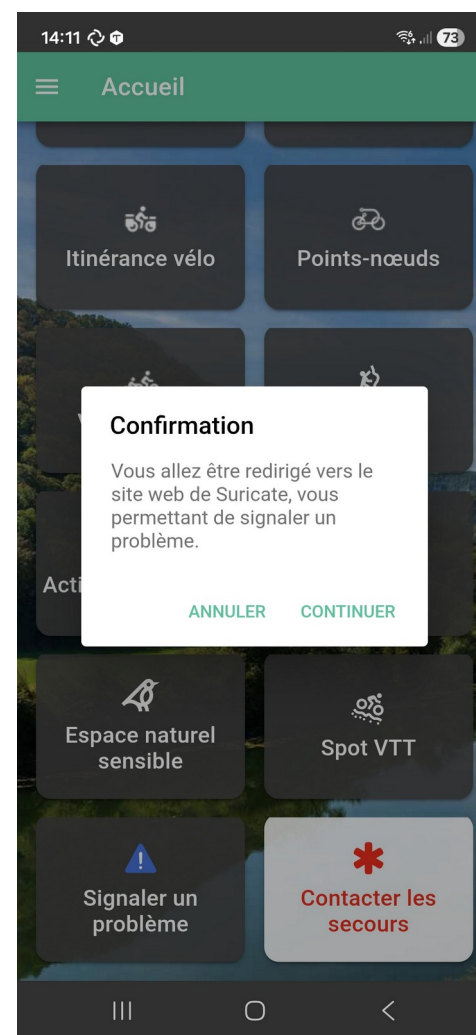 14:11
73
Accueil
Itinérance vélo
Points-nœuds
Confirmation
Vous allez être redirigé vers le
site web de Suricate, vous
permettant de signaler un
problème.
Acti
ANNULER CONTINUER
Espace naturel
sensible
Spot VTT
Signaler un
problème
Contacter les
secours